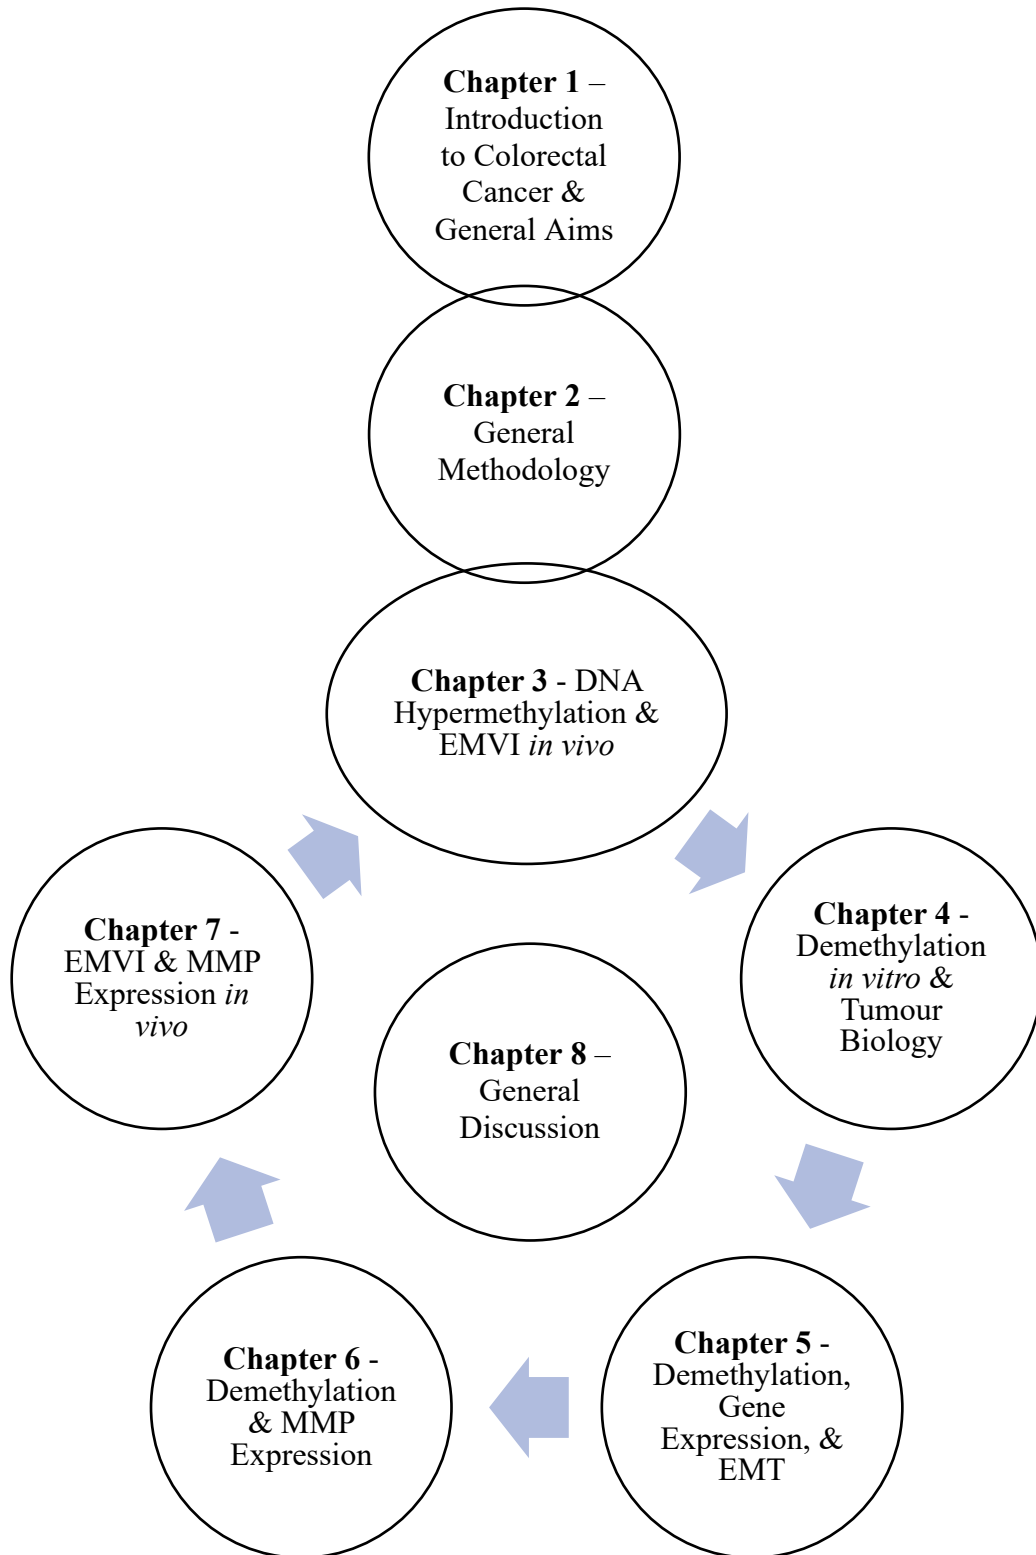 Chapter 1 –
Introduction
to Colorectal
Cancer &
General Aims
Chapter 2 –
General
Methodology
Chapter 3 - DNA
Hypermethylation &
EMVI in vivo
Chapter 4 -
Demethylation
in vitro &
Tumour
Biology
Chapter 5 -
Demethylation,
Gene
Expression, &
EMT
Chapter 6 -
Demethylation
& MMP
Expression
Chapter 7 -
EMVI & MMP
Expression in
vivo
Chapter 8 –
General
Discussion